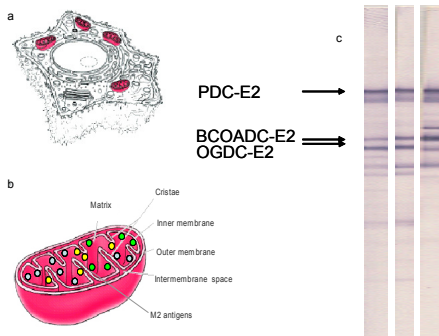 a
c
PDC-E2
BCOADC-E2
OGDC-E2
b
Cristae
Matrix
Inner membrane
Outer membrane
Intermembrane space
M2 antigens